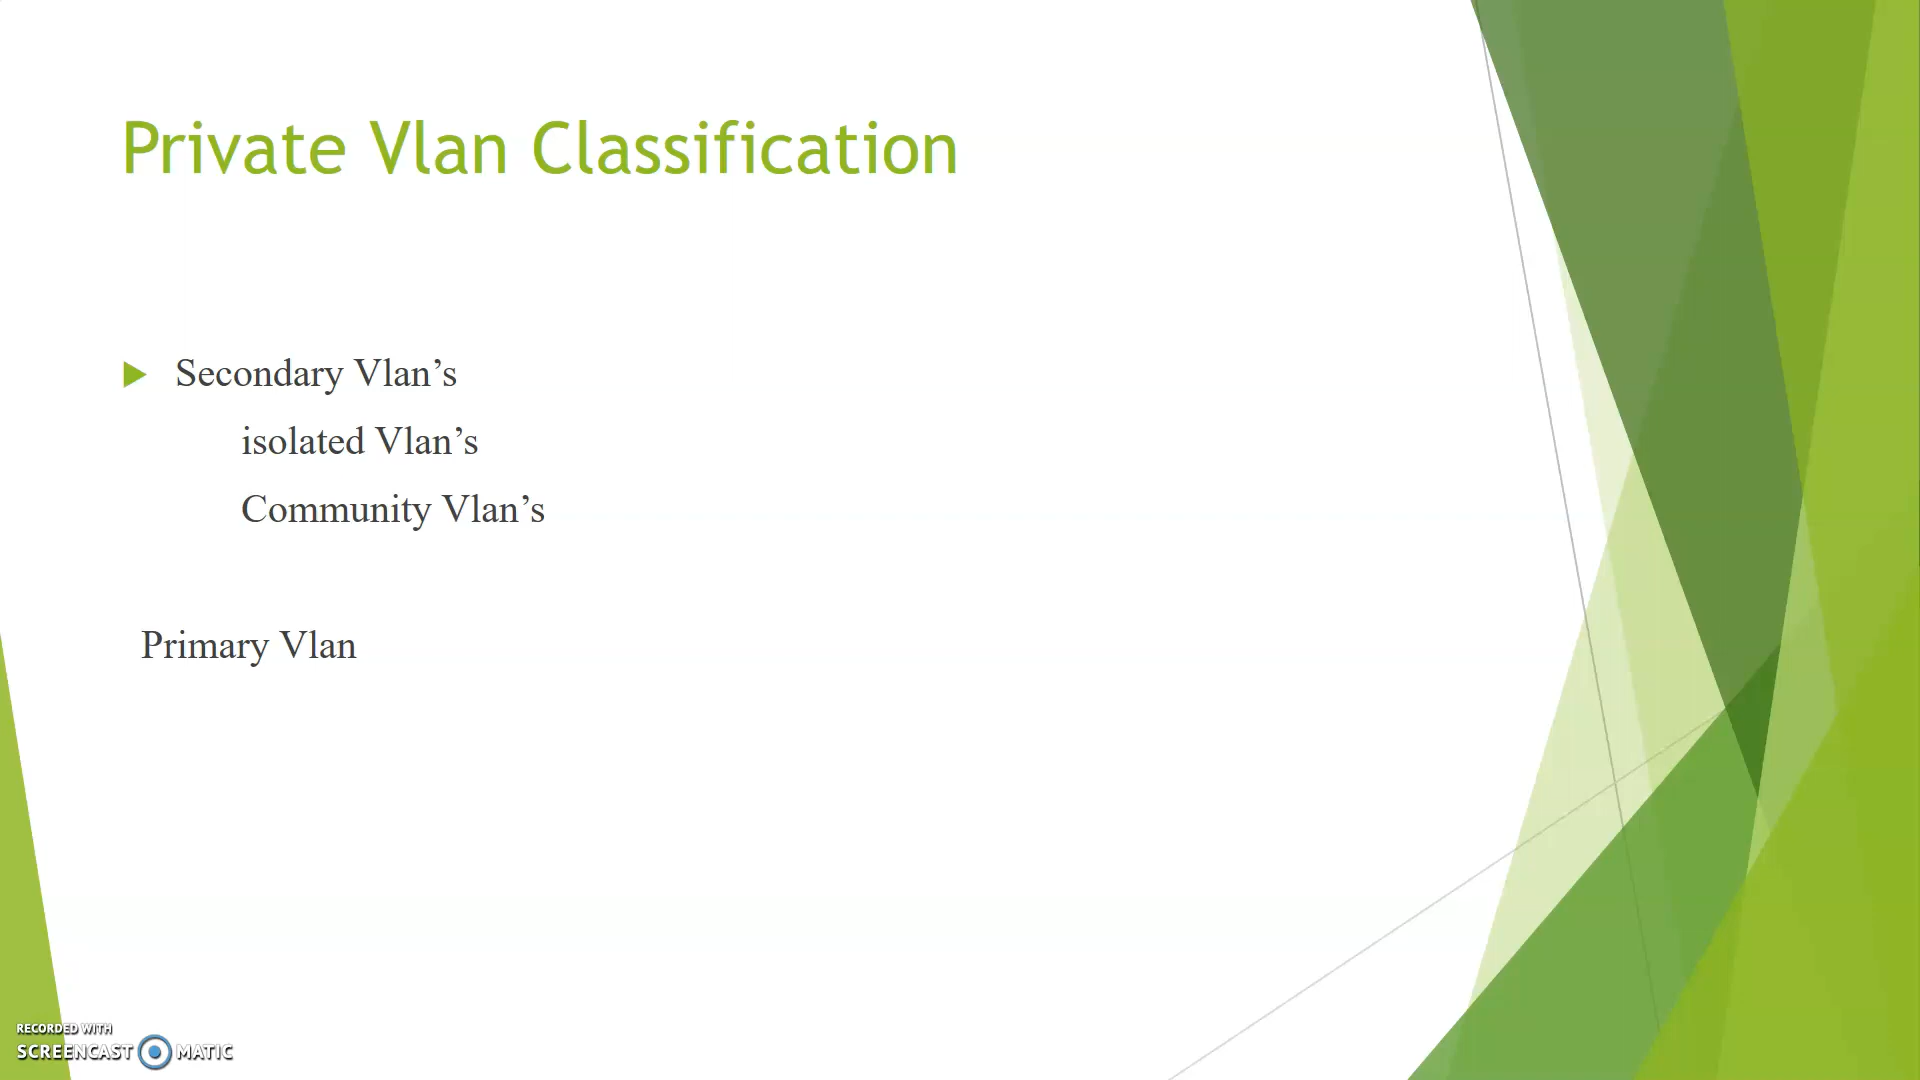 Private Vlan Classification
Secondary Vlan’s
isolated Vlan’s
Community Vlan’s
Primary Vlan
RECORDED WITH
SCREENCAST MATIC